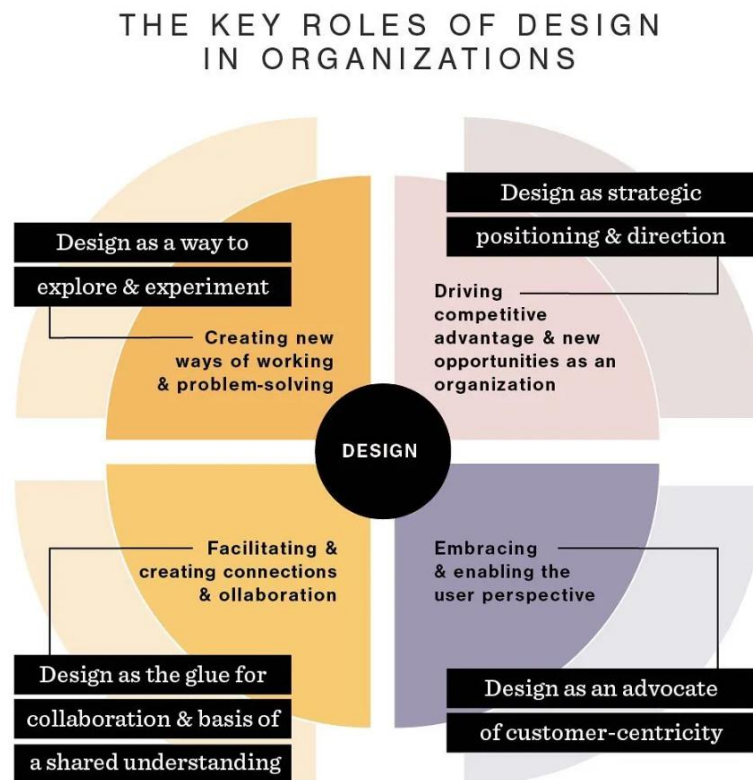 THE KEY ROLES OF DESIGN
IN ORGANIZATIONS
Design as a way to
explore & experiment
Creating new
ways of working
& problem-solving
Design as strategic
positioning & direction
Driving
competitive
advantage & new
opportunities as an
organization
DESIGN
Facilitating &
creating connections
& ollaboration
Design as the glue for
collaboration & basis of
a shared understanding
Embracing
& enabling the
user perspective
Design as an advocate
of customer-centricity